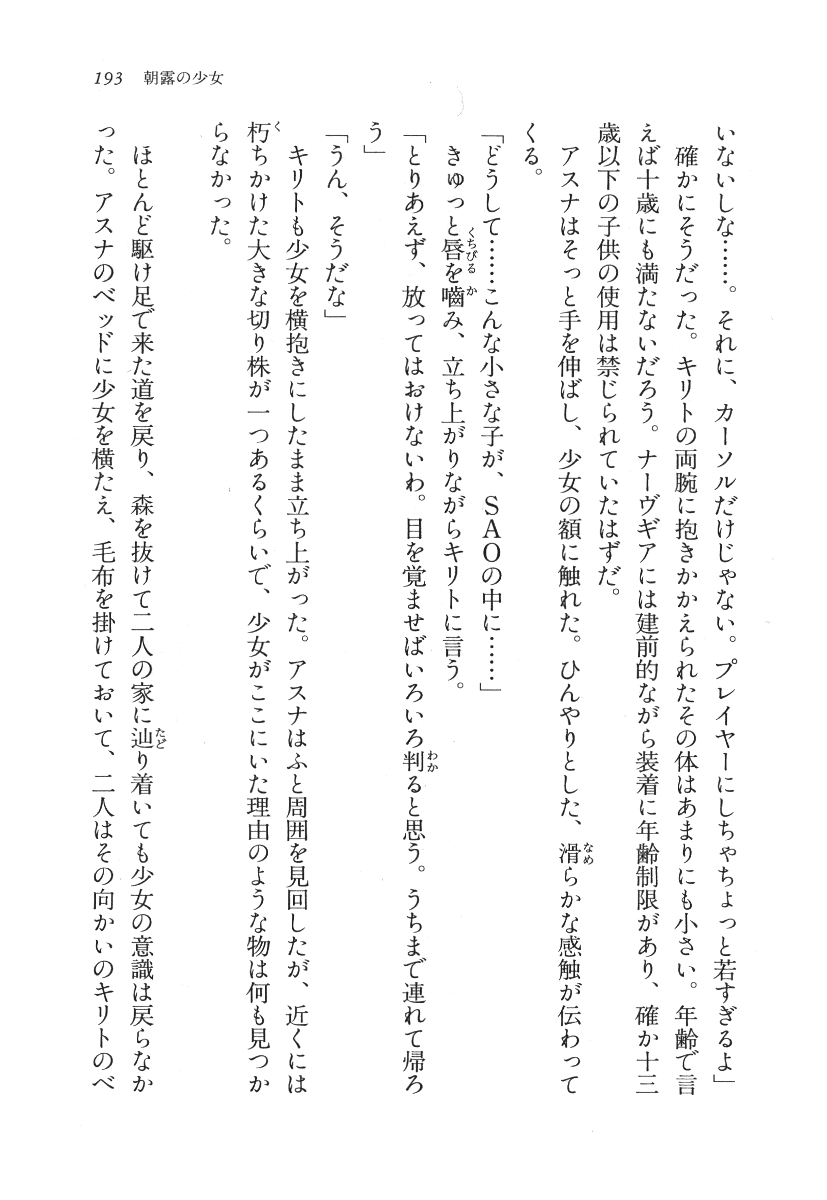 193 朝露の少女
いないしな……。それに、カーソルだけじゃない。プレイヤーにしちゃちょっと若すぎるよ」
確かにそうだった。キリトの両腕に抱きかかえられたその体はあまりにも小さい。年齢で言
えば十歳にも満たないだろう。ナーヴギアには建前的ながら装着に年齢制限があり、確か十三
歳以下の子供の使用は禁じられていたはずだ。
アスナはそっと手を伸ばし、少女の額に触れた。ひんやりとした、滑らかな感触が伝わって
くる。
「どうして……こんな小さな子が、SAOの中に……」
きゅっと唇を噛み、立ち上がりながらキリトに言う。
「とりあえず、放ってはおけないわ。目を覚ませばいろいろ判ると思う。うちまで連れて帰ろ
う」
「うん、そうだな」
キリトも少女を横抱きにしたまま立ち上がった。アスナはふと周囲を見回したが、近くには
朽ちかけた大きな切り株が一つあるくらいで、少女がここにいた理由のような物は何も見つか
らなかった。
ほとんど駆け足で来た道を戻り、森を抜けて二人の家に辿り着いても少女の意識は戻らなか
った。アスナのベッドに少女を横たえ、毛布を掛けておいて、二人はその向かいのキリトのベ